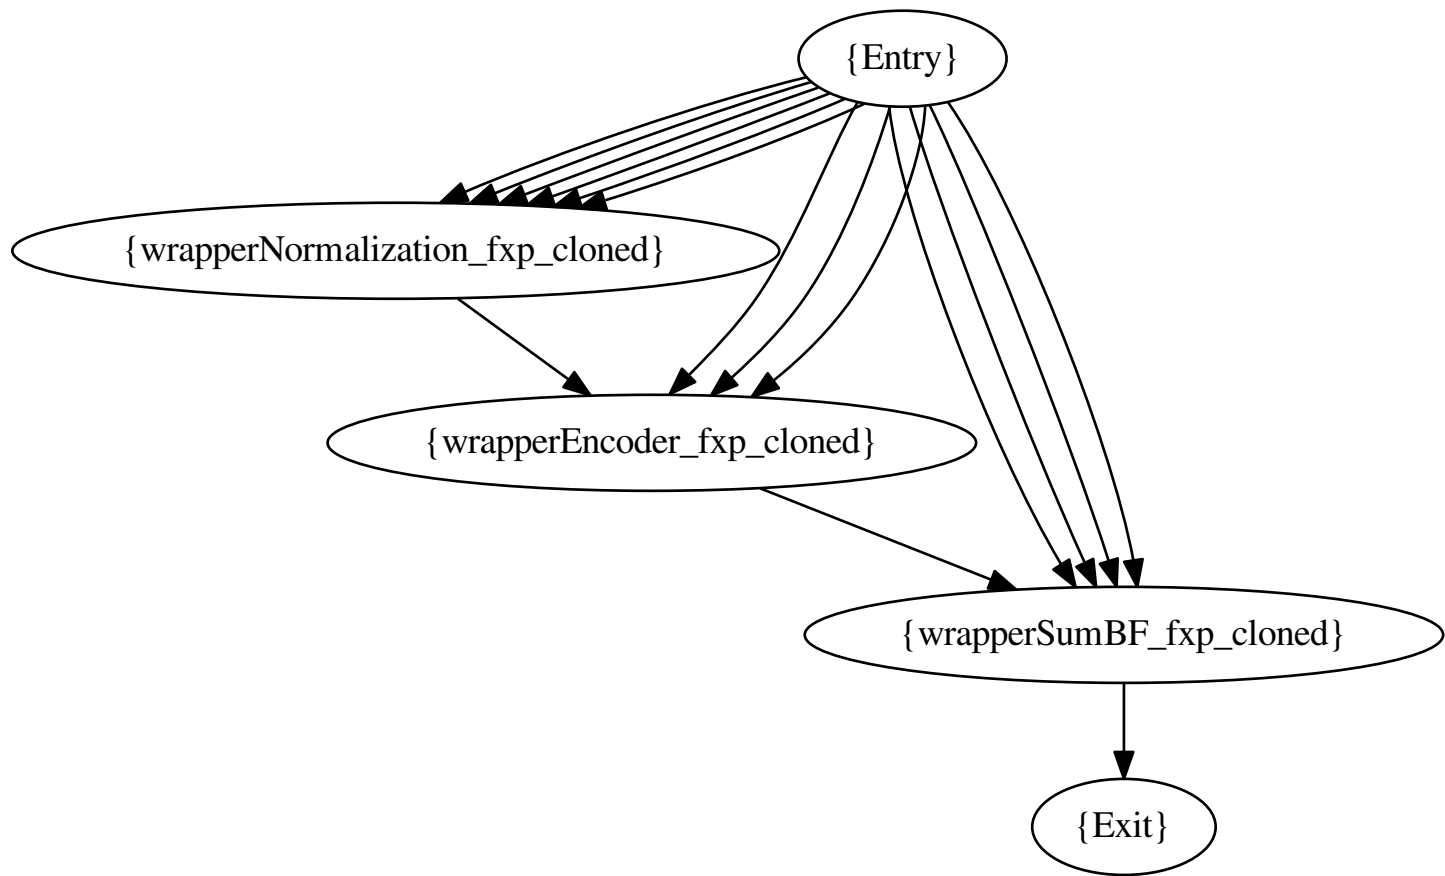 {Entry}
{wrapperNormalization_fxp_cloned}
{wrapperEncoder_fxp_cloned}
{wrapperSumBF_fxp_cloned}
{Exit}